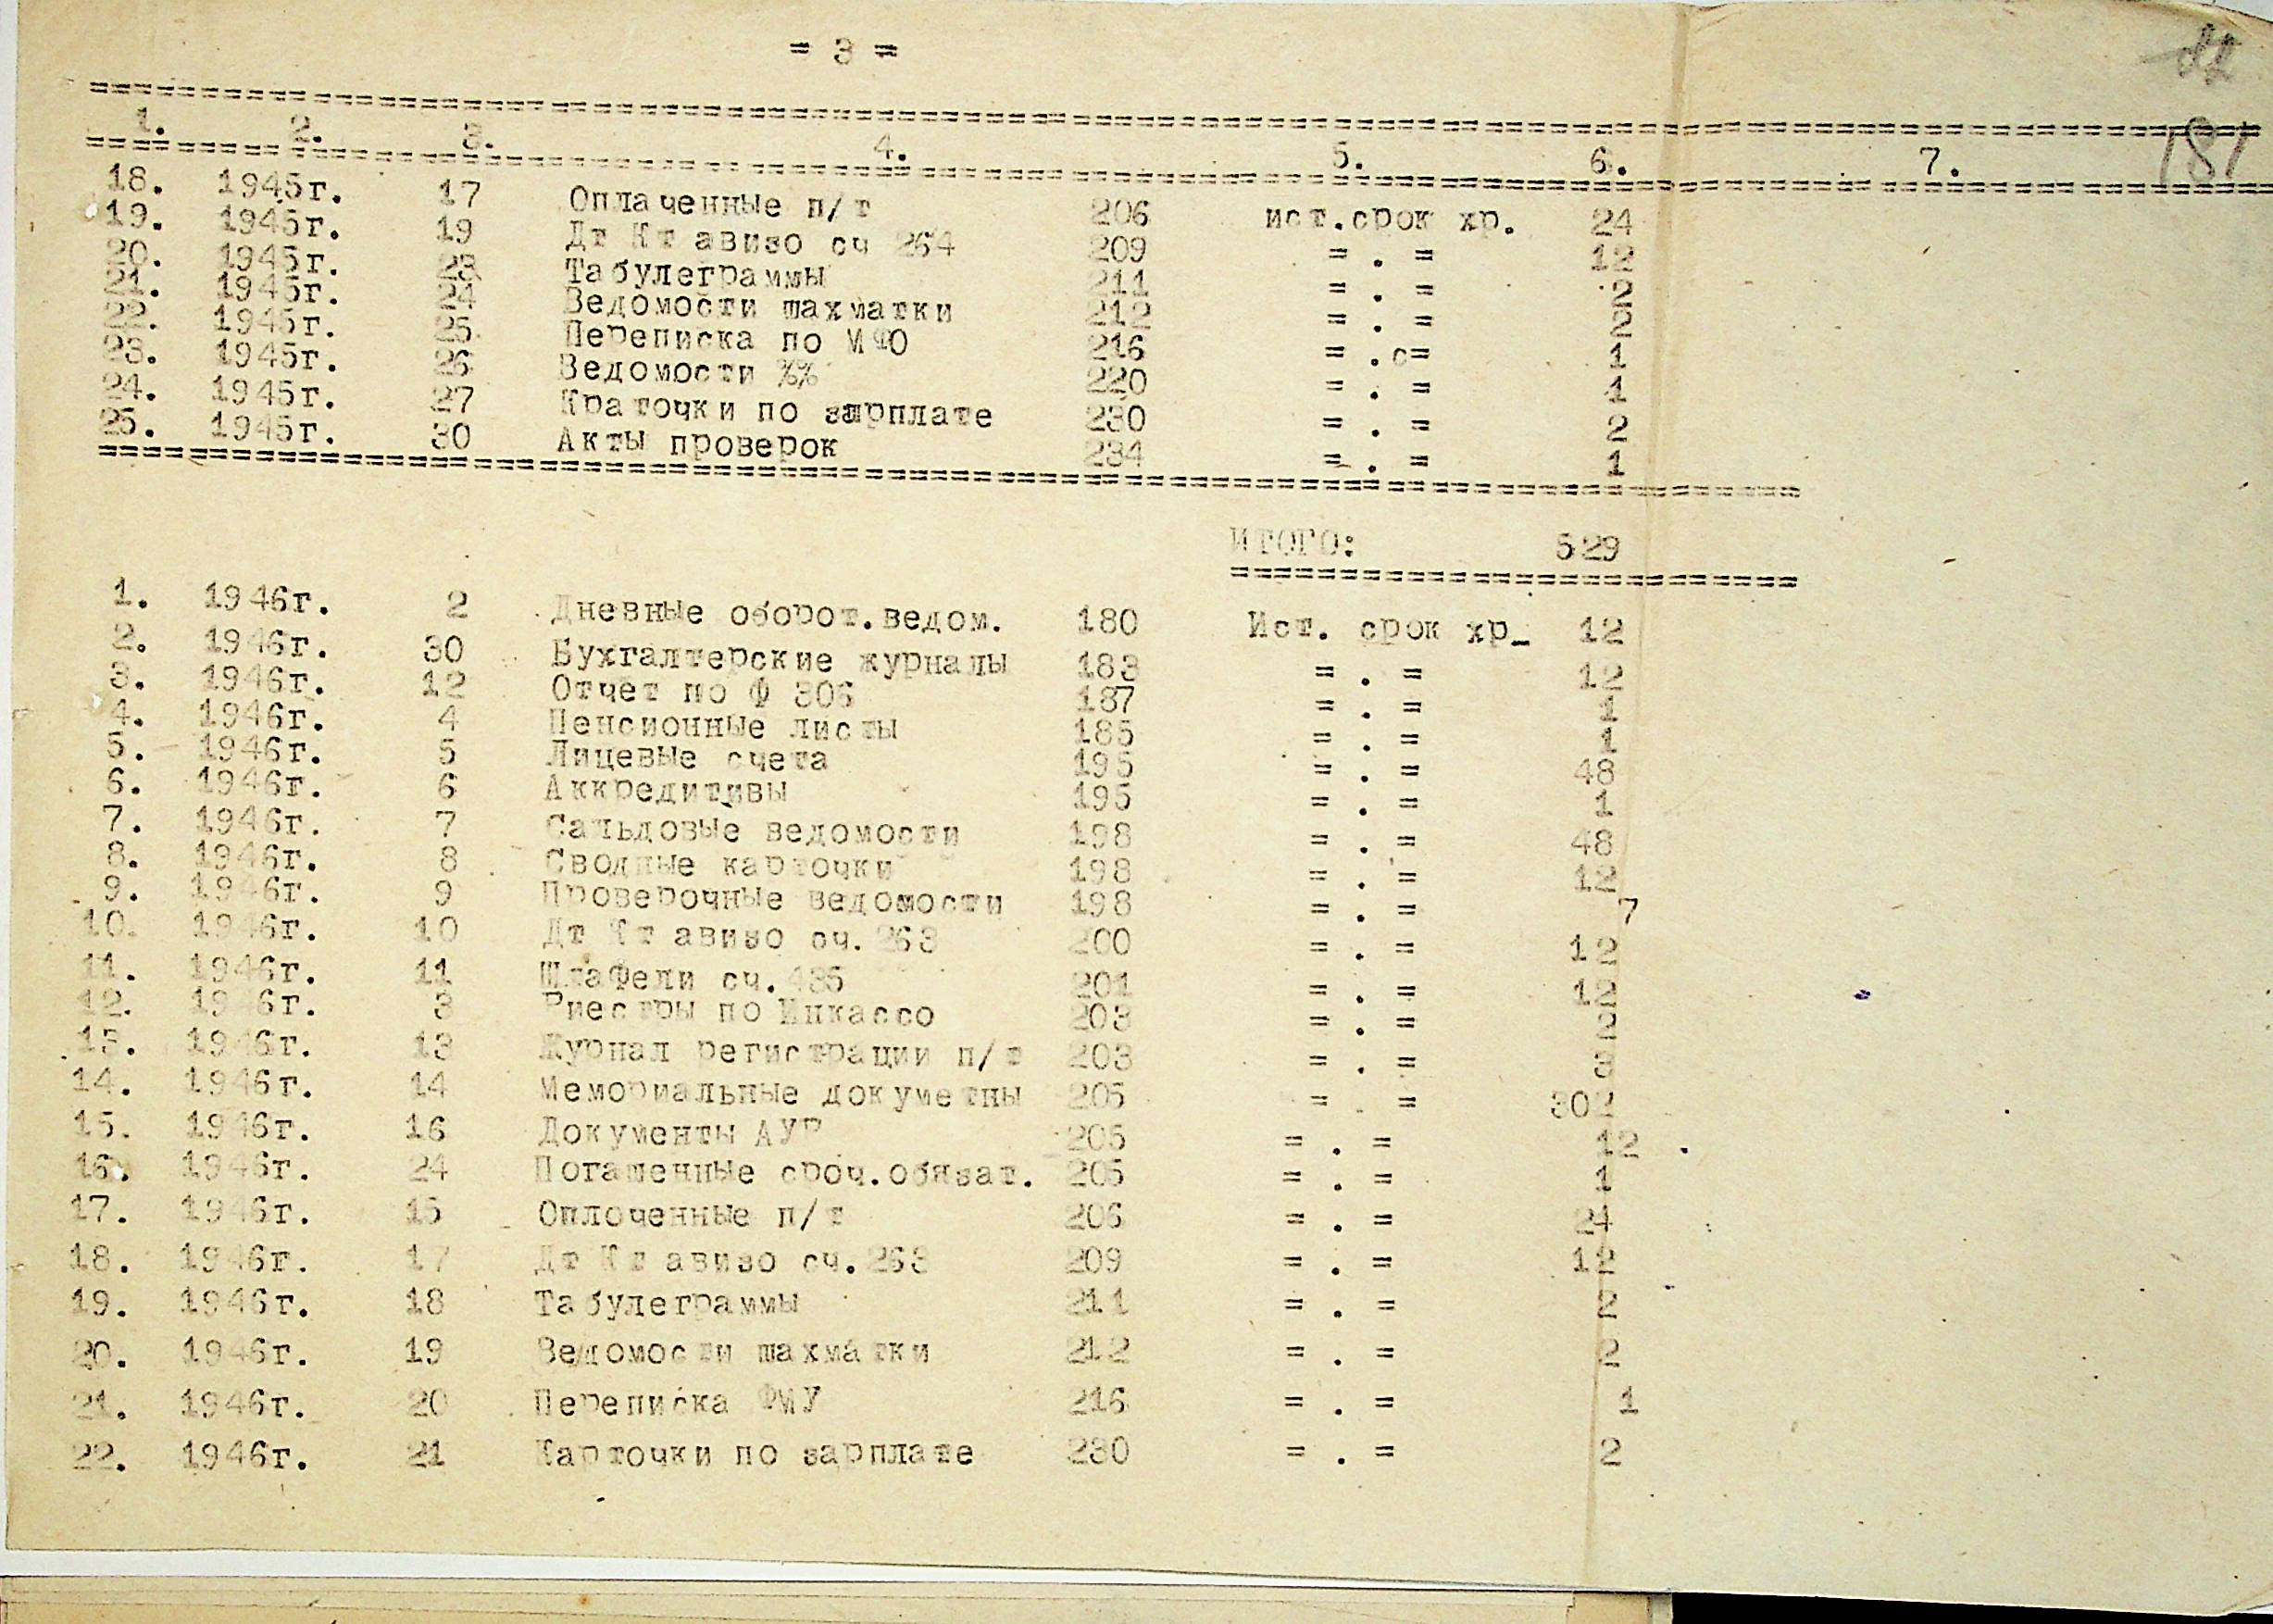 = 3 =
1. 2. 3. 4. 5. 6. 7. 181
18. 1945г. 17 Оплаченные п/т 206 ист.срок хр. 24
19. 1945г. 19 Дт Кт авизо сч 264 209 = . = 12
20. 1945г. 23 Табулеграммы 211 = . = 2
21. 1945г. 24 Ведомости шахматки 212 = . = 2
22. 1945г. 25 Переписка по МФО 216 = .с= 1
23. 1945г. 26 Ведомости %% 220 = . = 1
24. 1945г. 27 Краточки по зарплате 230 = . = 2
25. 1945г. 30 Акты проверок 234 = . = 1
ИТОГО: 529
1. 1946г. 2 Дневные оборот.ведом. 180 Ист. срок хр_ 12
2. 1946г. 30 Бухгалтерские журналы 183 = . = 12
3. 1946г. 12 Отчет по Ф 306 187 = . = 1
4. 1946г. 4 Пенсионные листы 185 = . = 1
5. 1946г. 5 Лицевые счета 195 = . = 48
6. 1946г. 6 Аккредитивы 195 = . = 1
7. 1946г. 7 Сальдовые ведомости 198 = . = 48
8. 1946г. 8 Сводные карточки 198 = . = 12
9. 1946г. 9 Проверочные ведомости 198 = . = 7
10. 1946г. 10 Дт Кт авизо сч. 263 200 = . = 12
11. 1946г. 11 Шлафели сч.435 201 = . = 12
12. 1946г. 3 Риестры по Инкассо 203 = . = 2
13. 1946г. 13 Журнал регистрации п/т 203 = . = 3
14. 1946г. 14 Мемориальные докуметны 205 = . = 302
15. 1946г. 16 Документы АУР 205 = . = 12
16. 1946г. 24 Погашенные сроч.обязат. 205 = . = 1
17. 1946г. 15 Оплоченные п/т 206 = . = 24
18. 1946г. 17 Дт Кт авизо сч.263 209 = . = 12
19. 1946г. 18 Табулеграммы 211 = . = 2
20. 1946г. 19 Ведомости шахматки 212 = . = 2
21. 1946г. 20 Переписка ФМУ 216 = . = 1
22. 1946г. 21 Карточки по зарплате 230 = . = 2